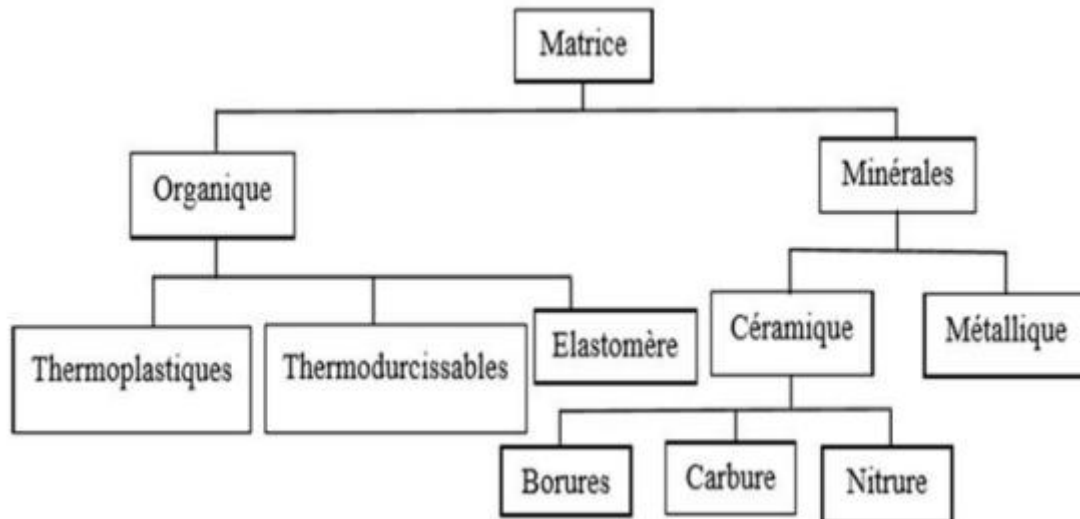 Matrice
Organique
Minérales
Thermoplastiques
Thermodurcissables
Elastomère
Céramique
Métallique
Borures
Carbure
Nitrure